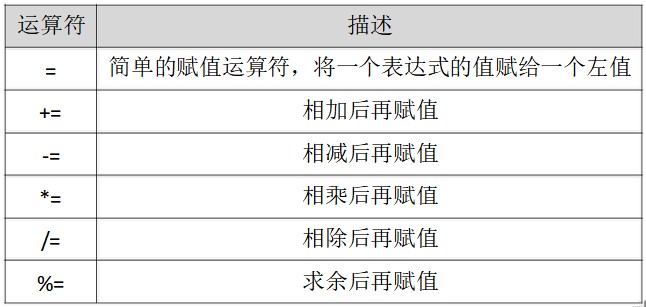 运算符 描述
= 简单的赋值运算符，将一个表达式的值赋给一个左值
+= 相加后再赋值
-= 相减后再赋值
*= 相乘后再赋值
/= 相除后再赋值
%= 求余后再赋值